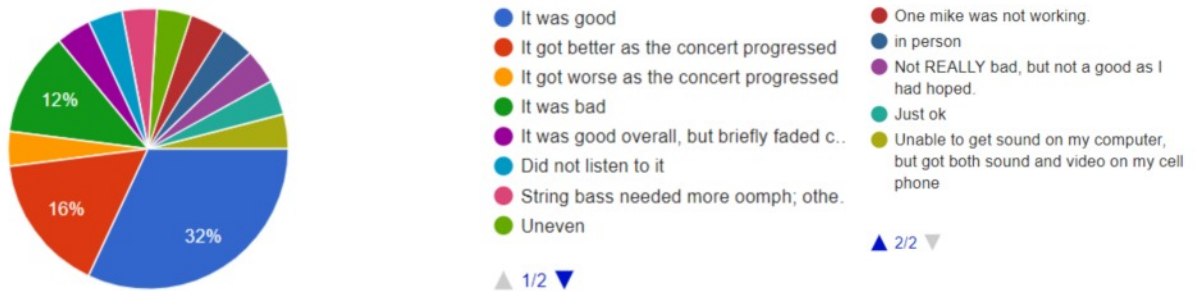 12%
16%
32%
It was good
It got better as the concert progressed
It got worse as the concert progressed
It was bad
It was good overall, but briefly faded c..
Did not listen to it
String bass needed more oomph; othe.
Uneven
1/2
One mike was not working.
in person
Not REALLY bad, but not a good as I
had hoped.
Just ok
Unable to get sound on my computer,
but got both sound and video on my cell
phone
2/2